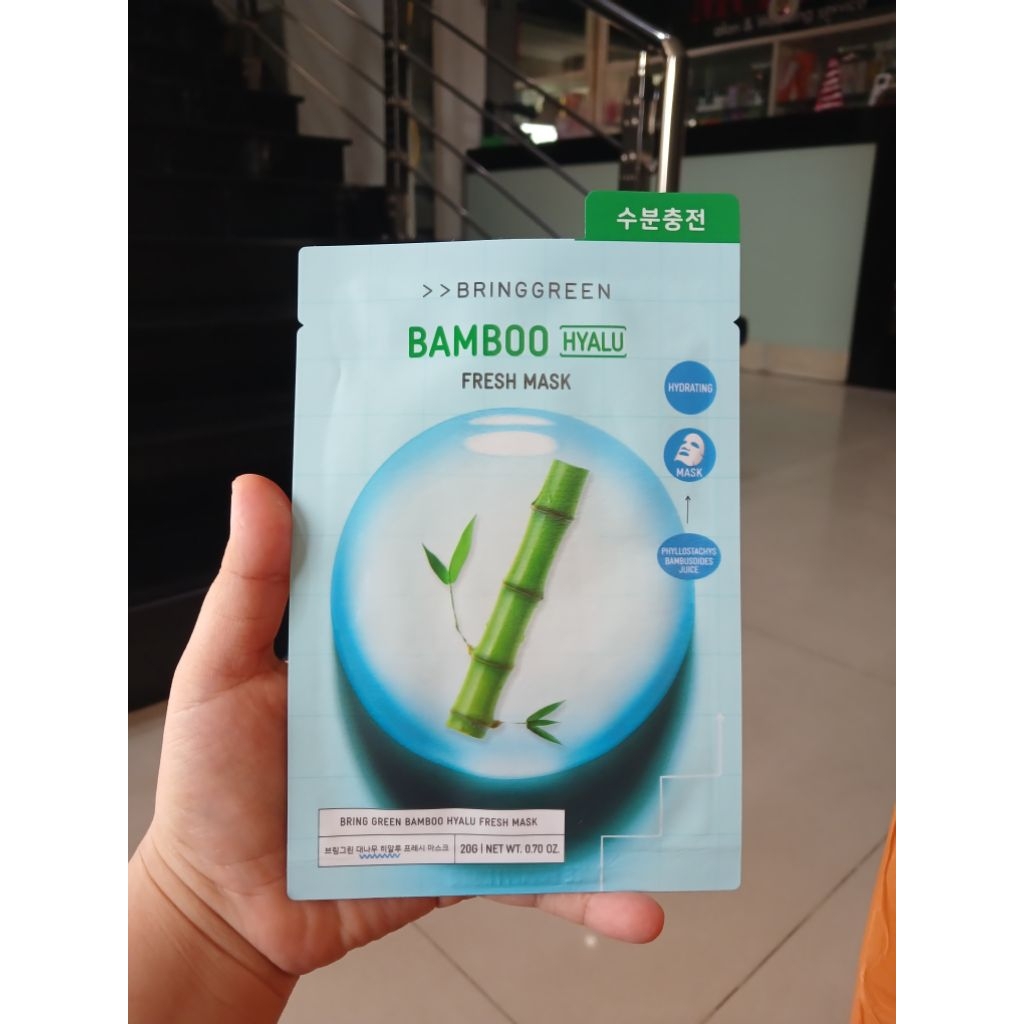 수분충전
>>BRINGGREEN
BAMBOO HYALU
FRESH MASK
HYDRATING
MASK
PHYLLOSTACHYS
BAMBUSOIDES
JUICE
BRING GREEN BAMBOO HYALU FRESH MASK
브링그린 대나무 히알루 프레시 마스크
20G | NET WT. 0.70 OZ.